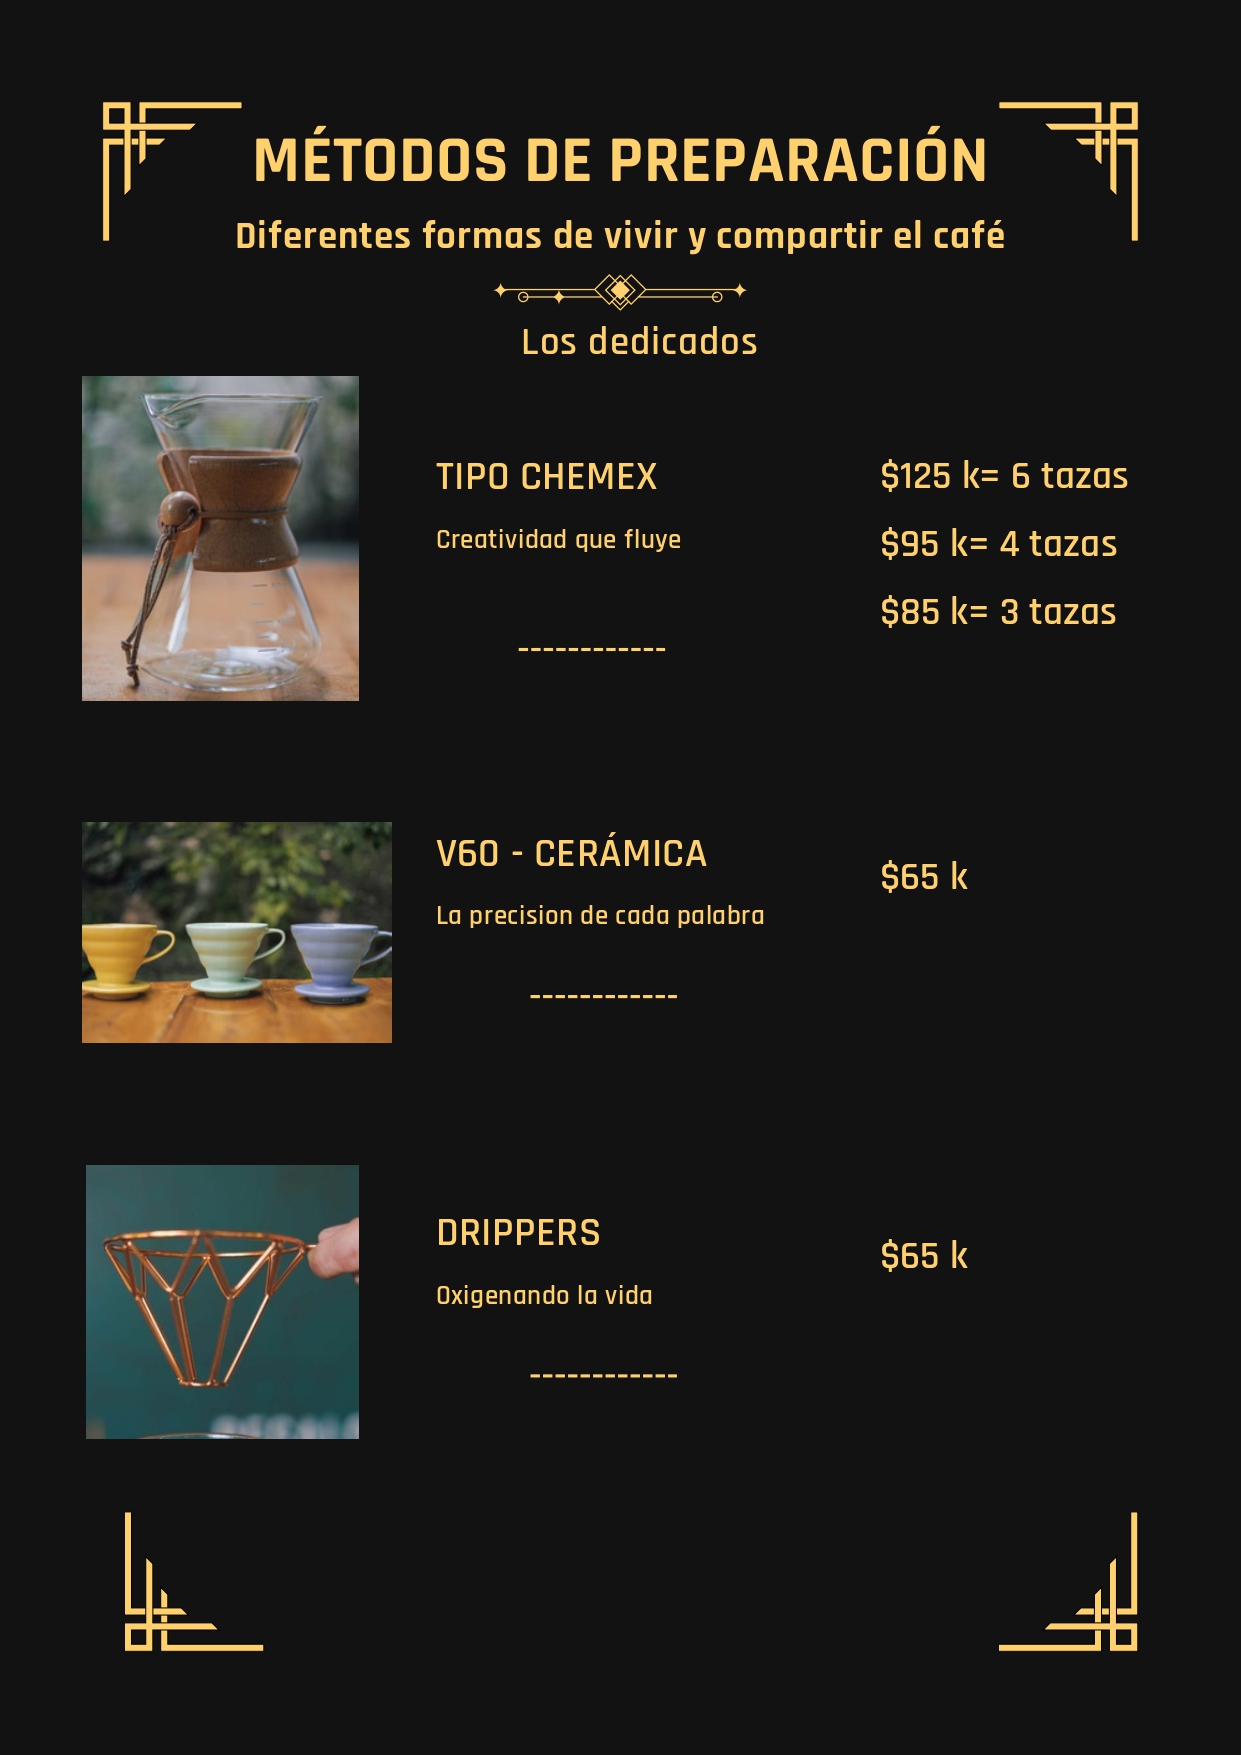 MÉTODOS DE PREPARACIÓN
Diferentes formas de vivir y compartir el café
Los dedicados
TIPO CHEMEX
Creatividad que fluye
------------
$125 k= 6 tazas
$95 k= 4 tazas
$85 k= 3 tazas
V60 - CERÁMICA
La precision de cada palabra
------------
$65 k
DRIPPERS
Oxigenando la vida
------------
$65 k